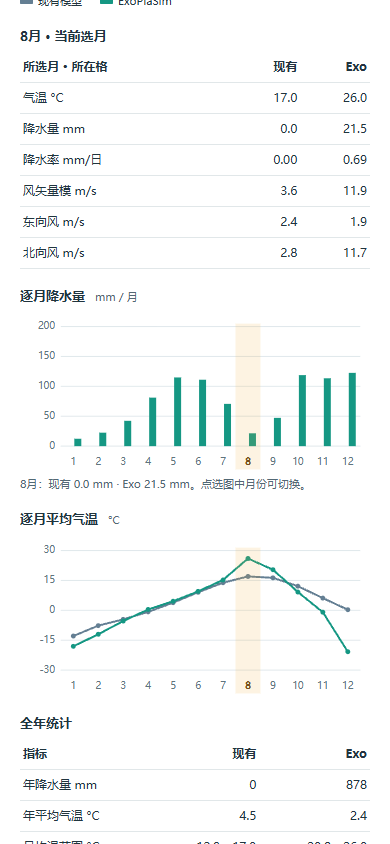 现有模型 ExoPlaSim
8月 • 当前选月
所选月 • 所在格 现有 Exo
气温 °C 17.0 26.0
降水量 mm 0.0 21.5
降水率 mm/日 0.00 0.69
风矢量模 m/s 3.6 11.9
东向风 m/s 2.4 1.9
北向风 m/s 2.8 11.7
逐月降水量 mm / 月
200
150
100
50
0
1 2 3 4 5 6 7 8 9 10 11 12
8月：现有 0.0 mm · Exo 21.5 mm。点选图中月份可切换。
逐月平均气温 °C
30
15
0
-15
-30
1 2 3 4 5 6 7 8 9 10 11 12
全年统计
指标 现有 Exo
年降水量 mm 0 878
年平均气温 °C 4.5 2.4